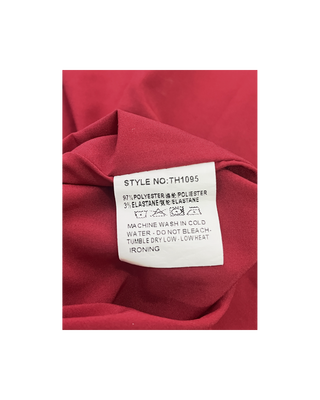 STYLE NO:TH1095
97%POLYESTER POLIESTER
3%ELASTANE ELASTANE
MACHINE WASH IN COLD
WATER - DO NOT BLEACH-
TUMBLE DRY LOW - LOW HEAT
IRONING